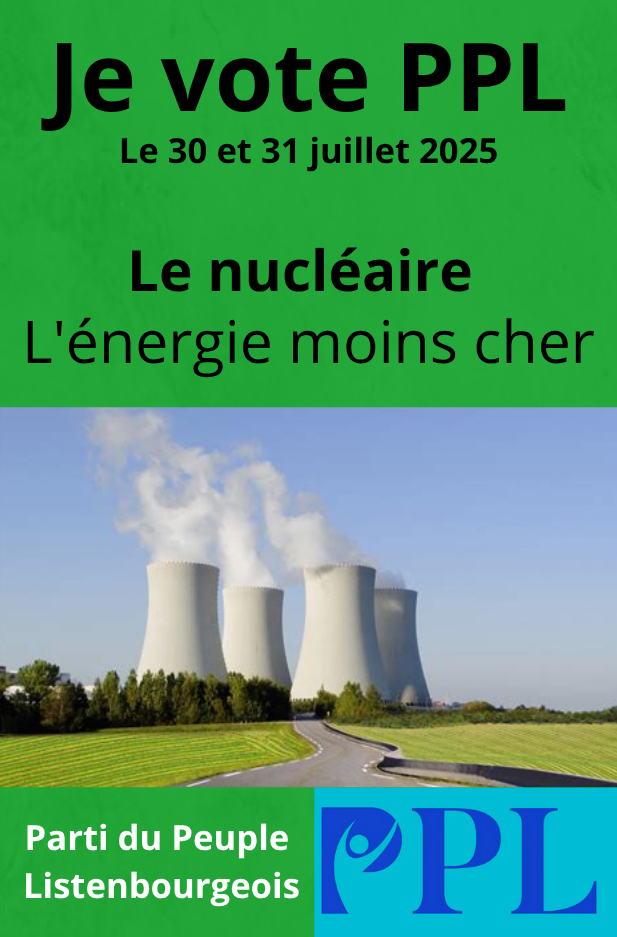 Je vote PPL
Le 30 et 31 juillet 2025
Le nucléaire
L'énergie moins cher
Parti du Peuple
Listenbourgeois
PPL